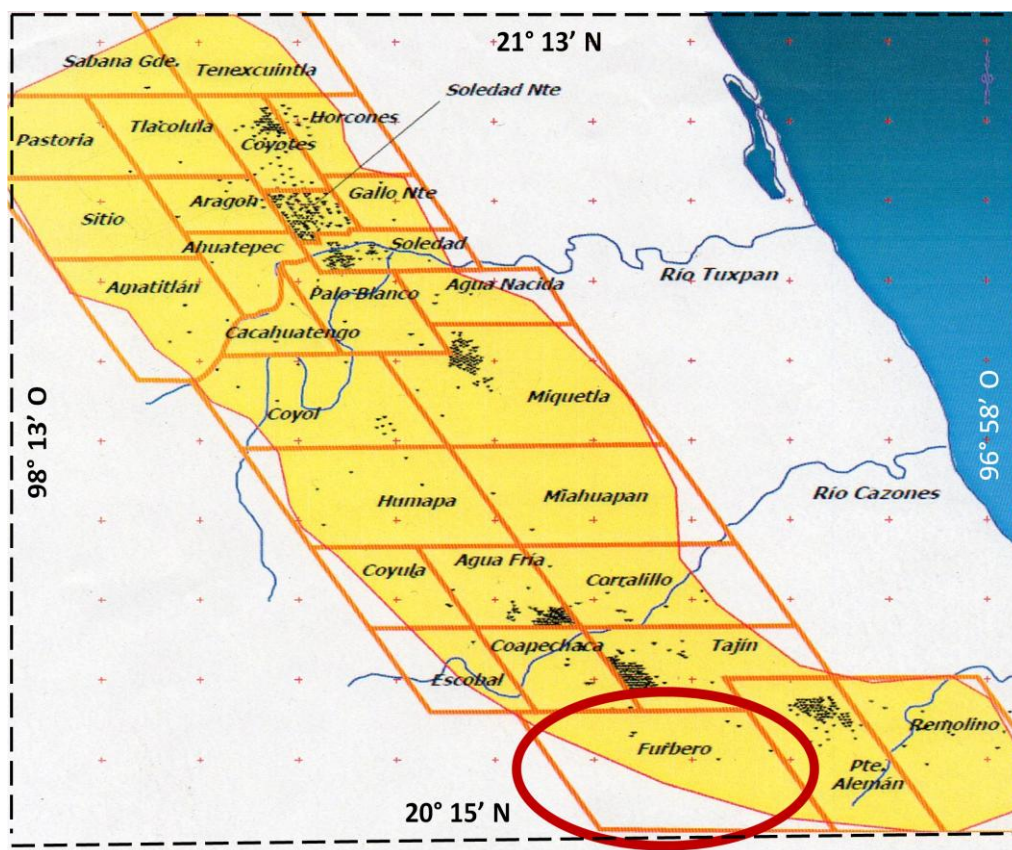 21° 13' N
Sabana Gde.
Tenexcuintla
Soledad Nte
Horcones
Tlacolula
Coyotes
Pastoria
Gallo Nte
Aragon
Sitio
Ahuatepec
Soledad
Río Tuxpan
Amatitlán
Palo Blanco
Agua Nacida
Cacahuatengo
96° 58' O
98° 13' O
Miquetla
Coyol
Humapa
Miahuapan
Río Cazones
Agua Fría
Coyula
Corralillo
Coapechaca
Tajín
Escobal
Furbero
Remolino
Pte.
Alemán
20° 15' N